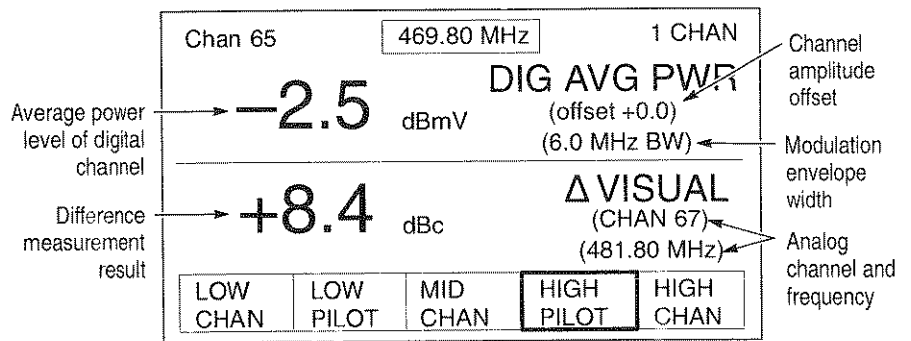 Chan 65
469.80 MHz
1 CHAN
DIG AVG PWR
−2.5 dBmV
(offset +0.0)
(6.0 MHz BW)
Δ VISUAL
+8.4 dBc
(CHAN 67)
(481.80 MHz)
LOW CHAN
LOW PILOT
MID CHAN
HIGH PILOT
HIGH CHAN
Average power
level of digital
channel
Difference
measurement
result
Channel
amplitude
offset
Modulation
envelope
width
Analog
channel and
frequency